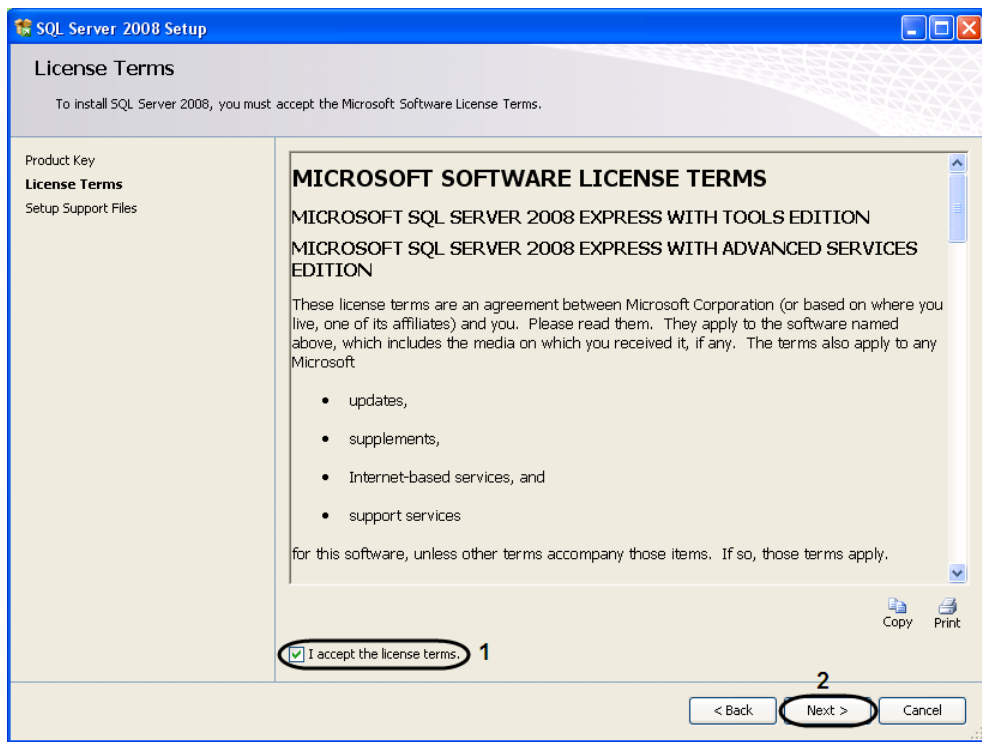 SQL Server 2008 Setup
License Terms
To install SQL Server 2008, you must accept the Microsoft Software License Terms.
Product Key
License Terms
Setup Support Files
MICROSOFT SOFTWARE LICENSE TERMS
MICROSOFT SQL SERVER 2008 EXPRESS WITH TOOLS EDITION
MICROSOFT SQL SERVER 2008 EXPRESS WITH ADVANCED SERVICES
EDITION
These license terms are an agreement between Microsoft Corporation (or based on where you
live, one of its affiliates) and you.  Please read them.  They apply to the software named
above, which includes the media on which you received it, if any.  The terms also apply to any
Microsoft
• updates,
• supplements,
• Internet-based services, and
• support services
for this software, unless other terms accompany those items.  If so, those terms apply.
Copy Print
I accept the license terms. 1
2
< Back Next > Cancel